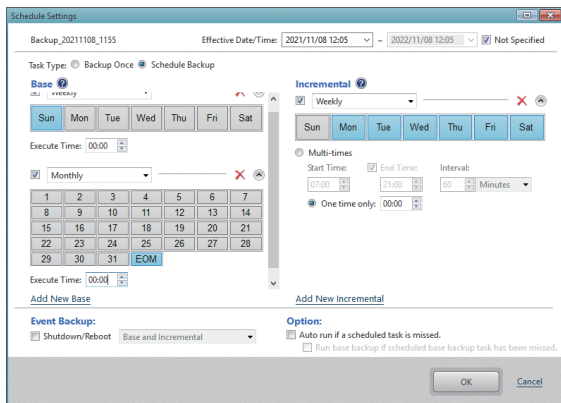 Schedule Settings
Backup_20211108_1155
Effective Date/Time: 2021/11/08 12:05 ~ 2022/11/08 12:05 Not Specified
Task Type: Backup Once Schedule Backup
Base
Weekly
Sun Mon Tue Wed Thu Fri Sat
Execute Time: 00:00
Monthly
1 2 3 4 5 6 7
8 9 10 11 12 13 14
15 16 17 18 19 20 21
22 23 24 25 26 27 28
29 30 31 EOM
Execute Time: 00:00
Add New Base
Incremental
Weekly
Sun Mon Tue Wed Thu Fri Sat
Multi-times
Start Time: End Time: Interval:
07:00 21:00 60 Minutes
One time only: 00:00
Add New Incremental
Event Backup:
Shutdown/Reboot Base and Incremental
Option:
Auto run if a scheduled task is missed.
Run base backup if scheduled base backup task has been missed.
OK Cancel